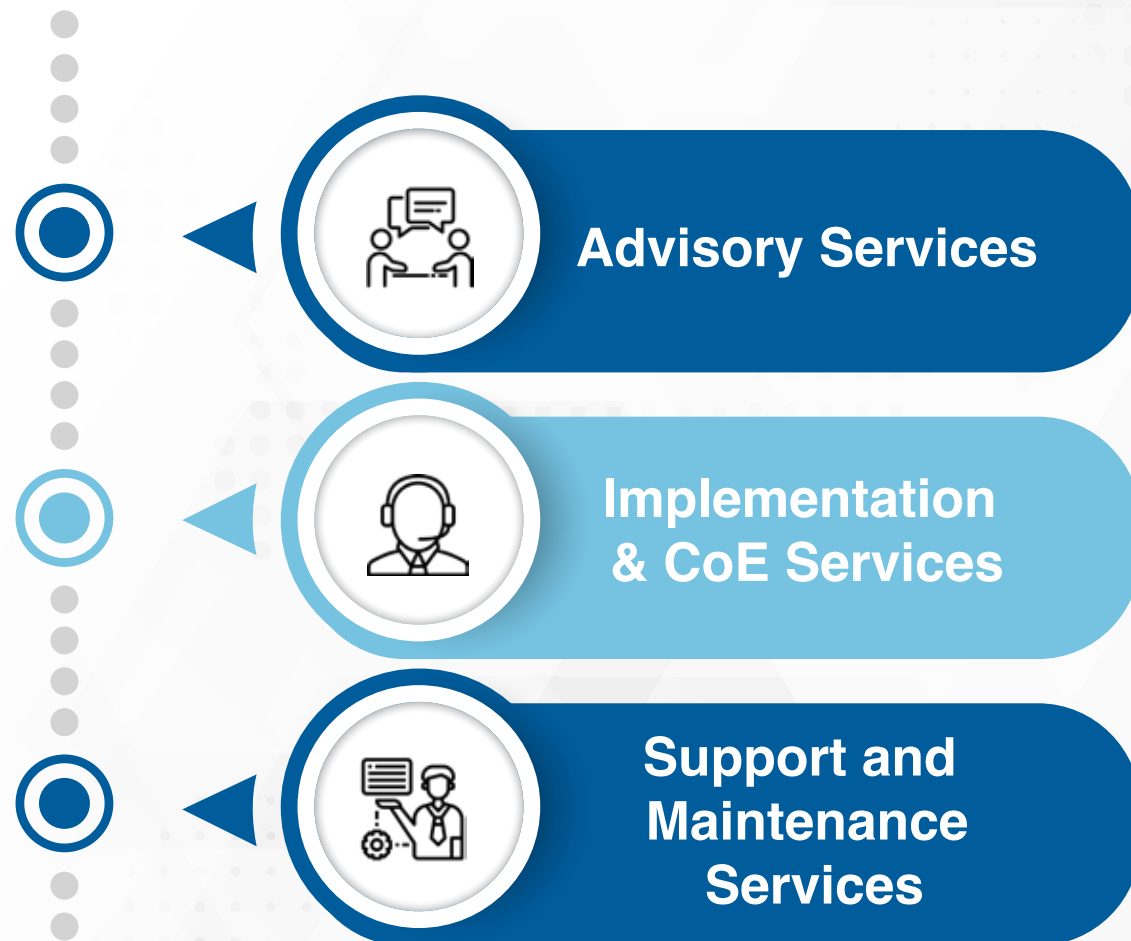 Advisory Services
Implementation
& CoE Services
Support and
Maintenance
Services